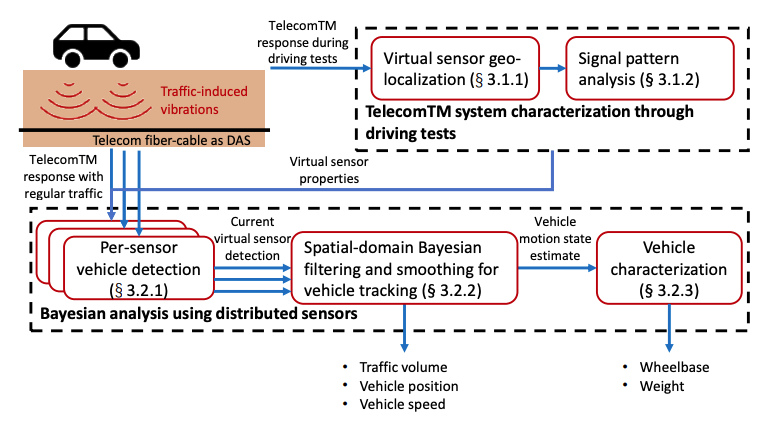 TelecomTM
response during
driving tests
Virtual sensor geo-
localization (§ 3.1.1)
Signal pattern
analysis (§ 3.1.2)
TelecomTM system characterization through
driving tests
Traffic-induced
vibrations
Telecom fiber-cable as DAS
TelecomTM
response with
regular traffic
Virtual sensor
properties
Per-sensor
vehicle detection
(§ 3.2.1)
Current
virtual sensor
detection
Spatial-domain Bayesian
filtering and smoothing for
vehicle tracking (§ 3.2.2)
Vehicle
motion state
estimate
Vehicle
characterization
(§ 3.2.3)
Bayesian analysis using distributed sensors
• Traffic volume
• Vehicle position
• Vehicle speed
• Wheelbase
• Weight